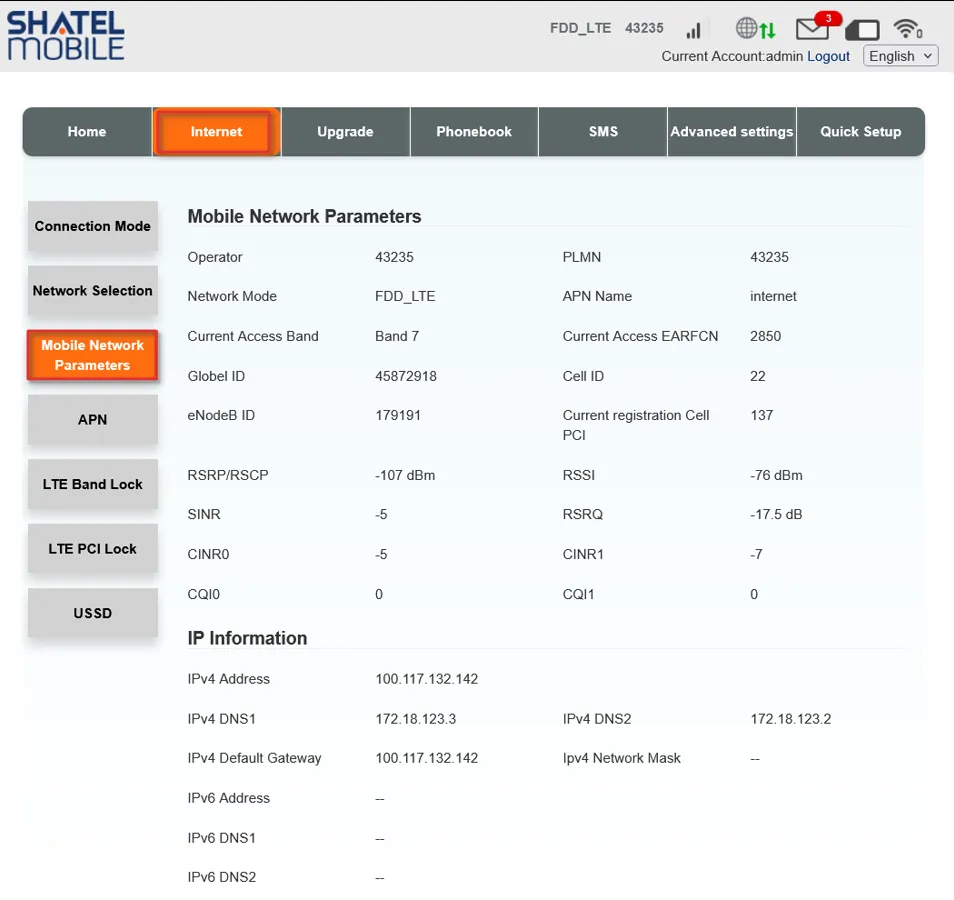 SHATEL
MOBILE
FDD_LTE 43235 3 0
Current Account:admin Logout English
Home Internet Upgrade Phonebook SMS Advanced settings Quick Setup
Connection Mode
Network Selection
Mobile Network
Parameters
APN
LTE Band Lock
LTE PCI Lock
USSD
Mobile Network Parameters
Operator 43235 PLMN 43235
Network Mode FDD_LTE APN Name internet
Current Access Band Band 7 Current Access EARFCN 2850
Globel ID 45872918 Cell ID 22
eNodeB ID 179191 Current registration Cell 137
PCI
RSRP/RSCP -107 dBm RSSI -76 dBm
SINR -5 RSRQ -17.5 dB
CINR0 -5 CINR1 -7
CQI0 0 CQI1 0
IP Information
IPv4 Address 100.117.132.142
IPv4 DNS1 172.18.123.3 IPv4 DNS2 172.18.123.2
IPv4 Default Gateway 100.117.132.142 Ipv4 Network Mask --
IPv6 Address --
IPv6 DNS1 --
IPv6 DNS2 --